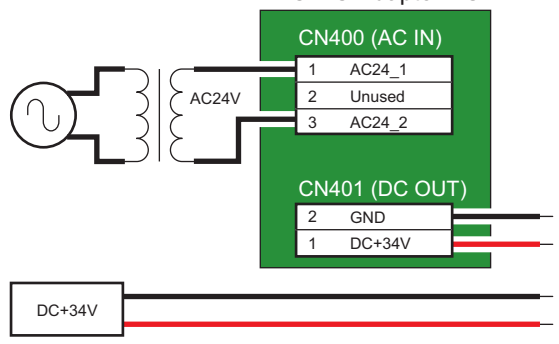 CN400 (AC IN)
1 AC24_1
2 Unused
3 AC24_2
AC24V
CN401 (DC OUT)
2 GND
1 DC+34V
DC+34V